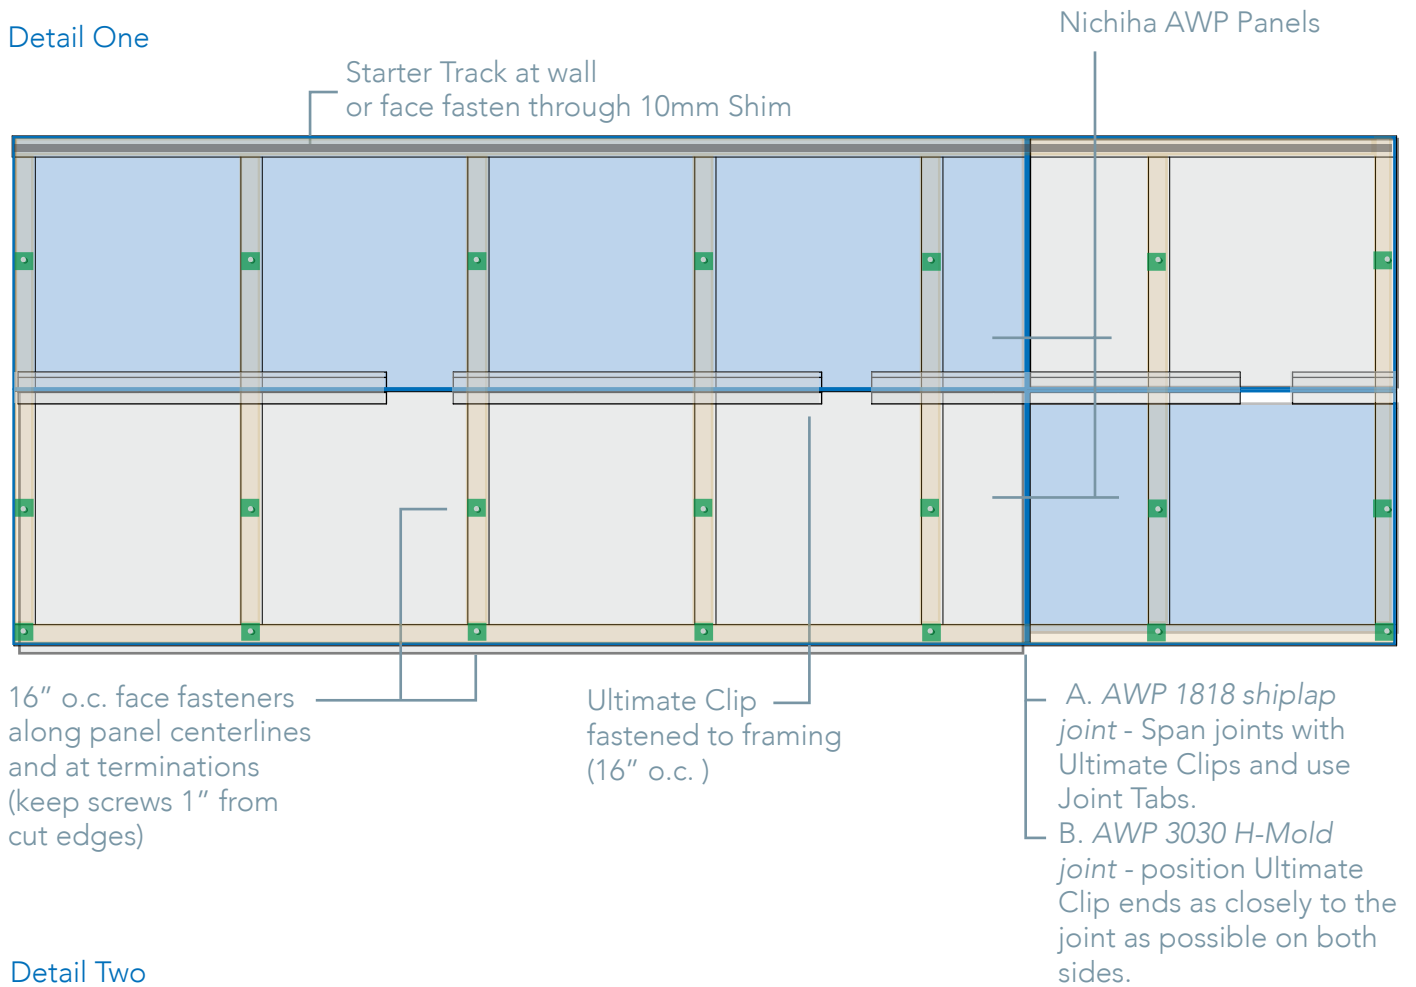 Detail One
Nichiha AWP Panels
Starter Track at wall
or face fasten through 10mm Shim
16” o.c. face fasteners
along panel centerlines
and at terminations
(keep screws 1” from
cut edges)
Ultimate Clip
fastened to framing
(16” o.c. )
A. AWP 1818 shiplap
joint - Span joints with
Ultimate Clips and use
Joint Tabs.
B. AWP 3030 H-Mold
joint - position Ultimate
Clip ends as closely to the
joint as possible on both
sides.
Detail Two